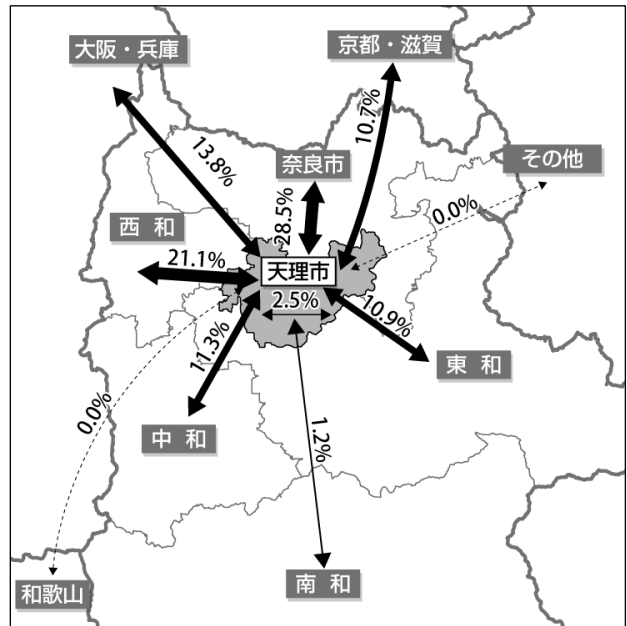 大阪・兵庫
京都・滋賀
10.7%
13.8%
奈良市
その他
28.5%
0.0%
西和
21.1%
天理市
2.5%
10.9%
11.3%
東和
0.0%
1.2%
中和
和歌山
南和